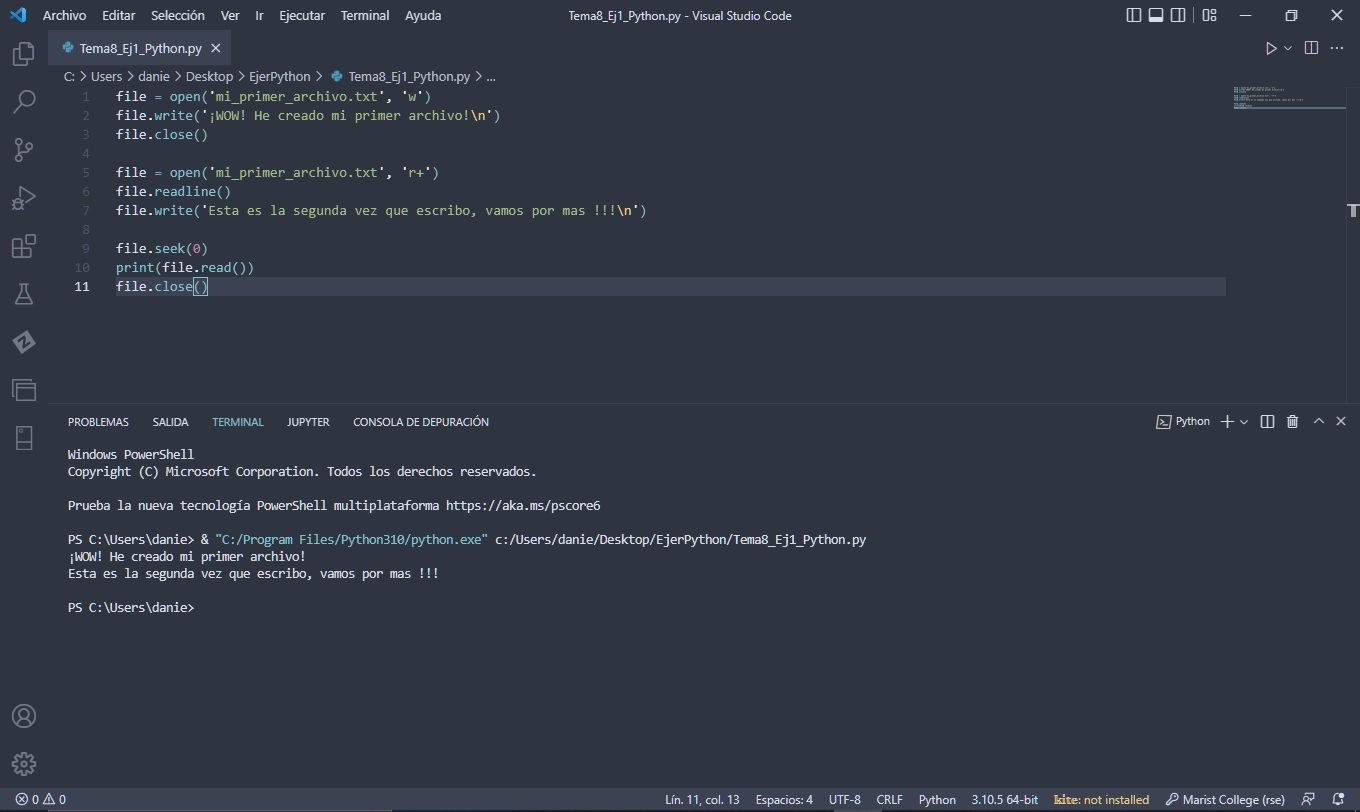 Archivo Editar Selección Ver Ir Ejecutar Terminal Ayuda Tema8_Ej1_Python.py - Visual Studio Code
Tema8_Ej1_Python.py
C: > Users > danie > Desktop > EjerPython > Tema8_Ej1_Python.py > ...
1 file = open('mi_primer_archivo.txt', 'w')
2 file.write('¡WOW! He creado mi primer archivo!\n')
3 file.close()
4
5 file = open('mi_primer_archivo.txt', 'r+')
6 file.readline()
7 file.write('Esta es la segunda vez que escribo, vamos por mas !!!\n')
8
9 file.seek(0)
10 print(file.read())
11 file.close()
PROBLEMAS SALIDA TERMINAL JUPYTER CONSOLA DE DEPURACIÓN Python
Windows PowerShell
Copyright (C) Microsoft Corporation. Todos los derechos reservados.
Prueba la nueva tecnología PowerShell multiplataforma https://aka.ms/pscore6
PS C:\Users\danie> & "C:/Program Files/Python310/python.exe" c:/Users/danie/Desktop/EjerPython/Tema8_Ej1_Python.py
¡WOW! He creado mi primer archivo!
Esta es la segunda vez que escribo, vamos por mas !!!
PS C:\Users\danie>
0 0 Lín. 11, col. 13 Espacios: 4 UTF-8 CRLF Python 3.10.5 64-bit kite: not installed Marist College (rse)